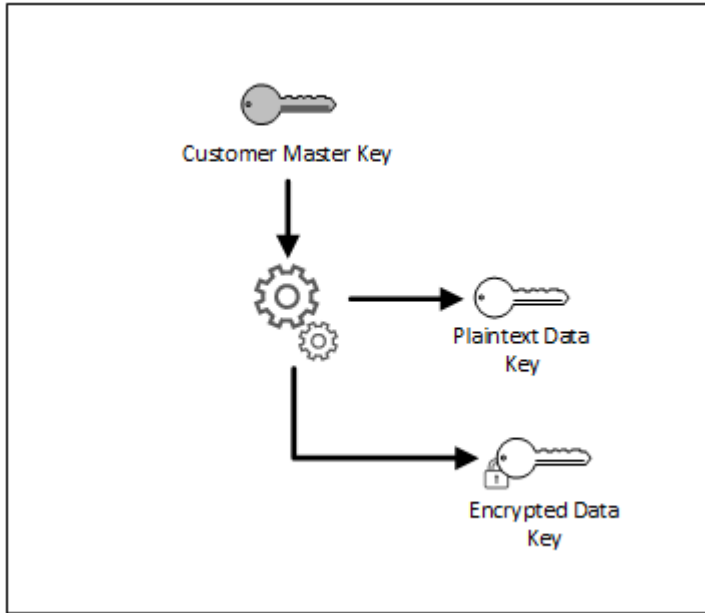 Customer Master Key
Plaintext Data
Key
Encrypted Data
Key